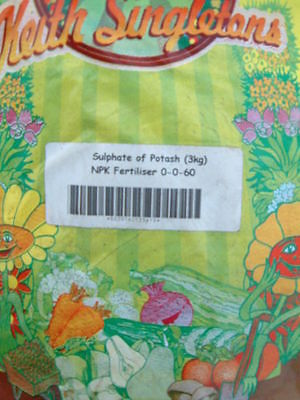 Keith Singletons
Sulphate of Potash (3kg)
NPK Fertiliser 0-0-60